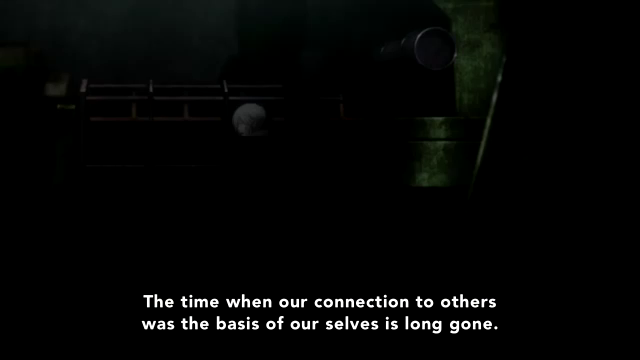 The time when our connection to others
was the basis of our selves is long gone.